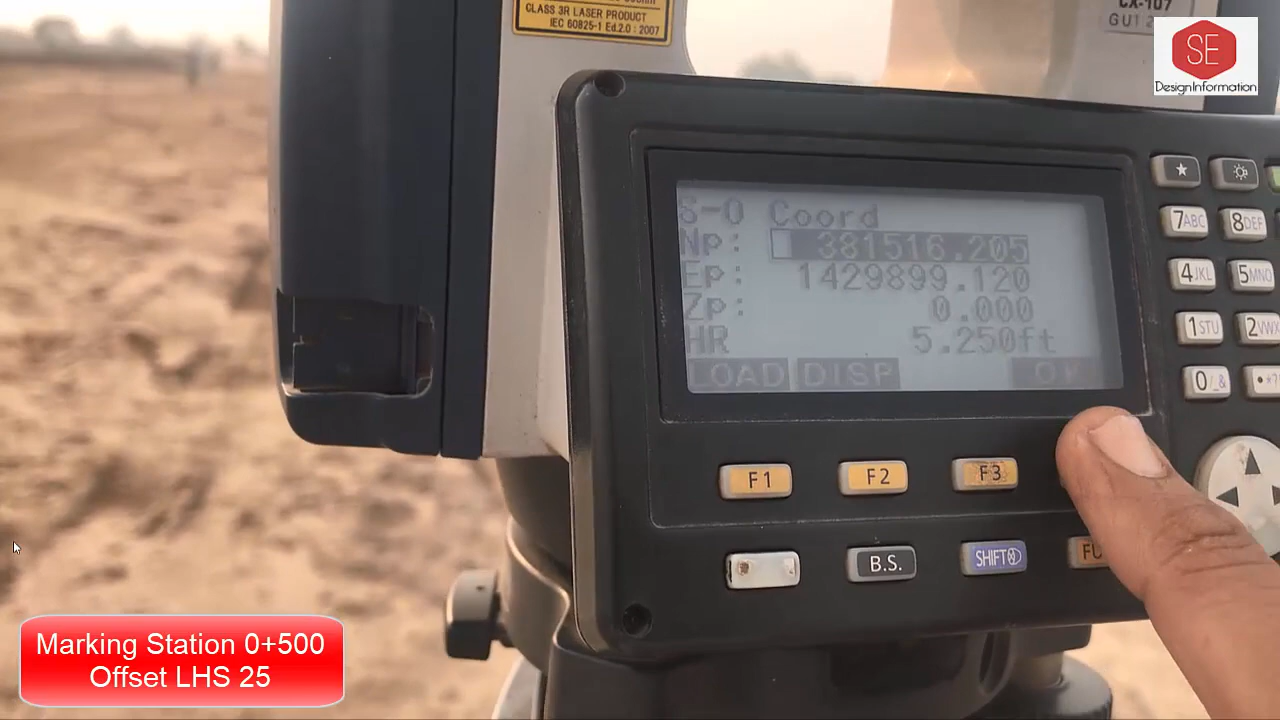 CLASS 3R LASER PRODUCT
IEC 60825-1 Ed.2.0 : 2007
CX-107
SE
DesignInformation
S-O Coord
Np: 381516.205
Ep: 1429899.120
Zp: 0.000
HR 5.250ft
LOAD DISP OK
★
7ABC 8DEF
4JKL 5MNO
1STU 2VWX
F1 F2 F3
B.S. SHIFT FU
Marking Station 0+500
Offset LHS 25